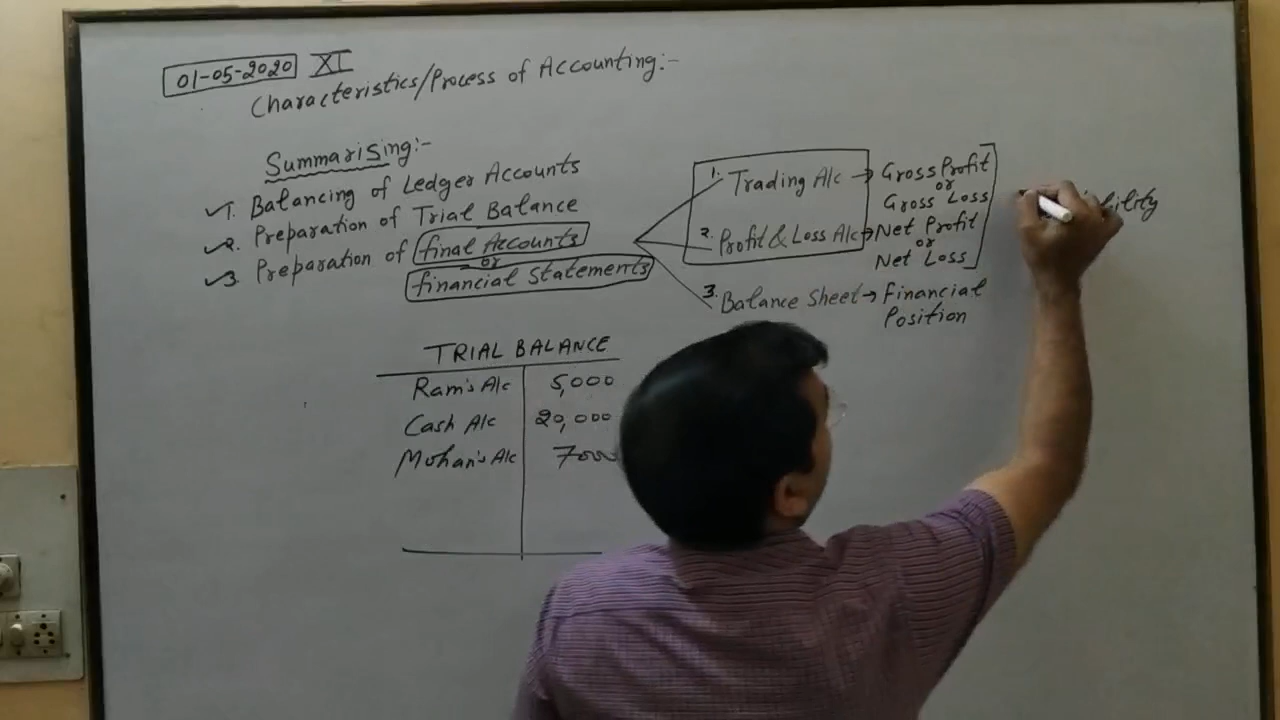 01-05-2020 XI
Characteristics/Process of Accounting:-
Summarising:-
1. Balancing of Ledger Accounts
2. Preparation of Trial Balance
3. Preparation of final Accounts
or
financial statements
1. Trading A/c → Gross Profit
or
Gross Loss
2. Profit & Loss A/c → Net Profit
or
Net Loss
3. Balance Sheet → Financial
Position
TRIAL BALANCE
Ram's A/c 5,000
Cash A/c 20,000
Mohan's A/c 7000